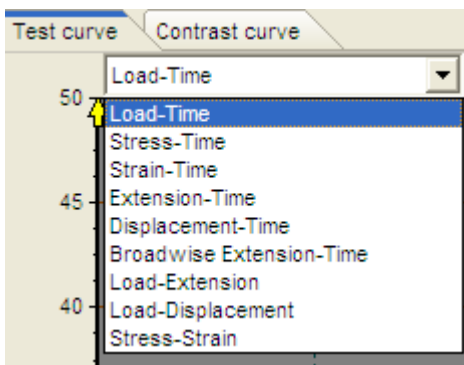 Test curve Contrast curve
Load-Time
50
Load-Time
Stress-Time
Strain-Time
45
Extension-Time
Displacement-Time
Broadwise Extension-Time
Load-Extension
40
Load-Displacement
Stress-Strain